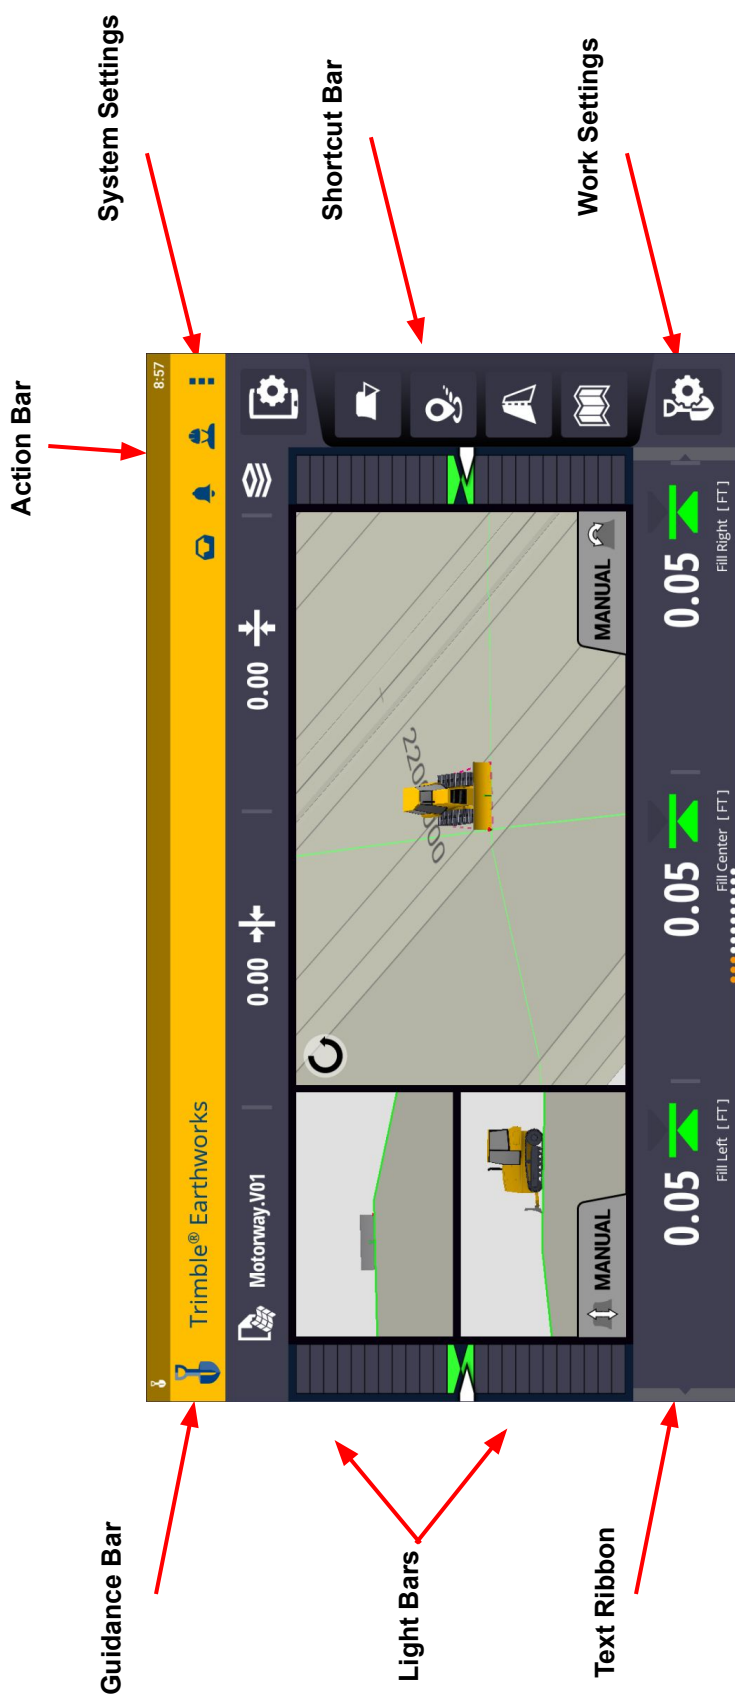 Action Bar
Guidance Bar
System Settings
8:57
Trimble® Earthworks
Motorway.V01
0.00
0.00
Light Bars
Shortcut Bar
MANUAL
MANUAL
Text Ribbon
Work Settings
0.05
0.05
0.05
Fill Left [FT]
Fill Center [FT]
Fill Right [FT]